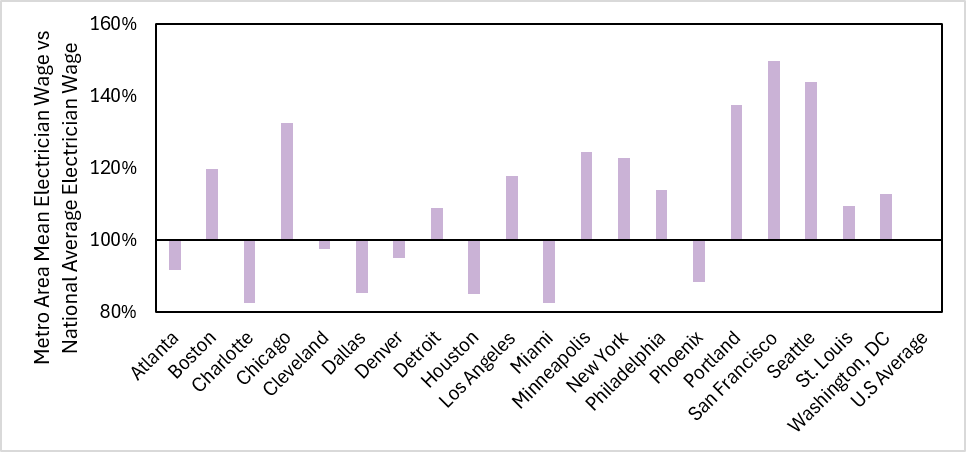 Metro Area Mean Electrician Wage vs
National Average Electrician Wage
160%
140%
120%
100%
80%
Atlanta
Boston
Charlotte
Chicago
Cleveland
Dallas
Denver
Detroit
Houston
Los Angeles
Miami
Minneapolis
New York
Philadelphia
Phoenix
Portland
San Francisco
Seattle
St. Louis
Washington, DC
U.S Average